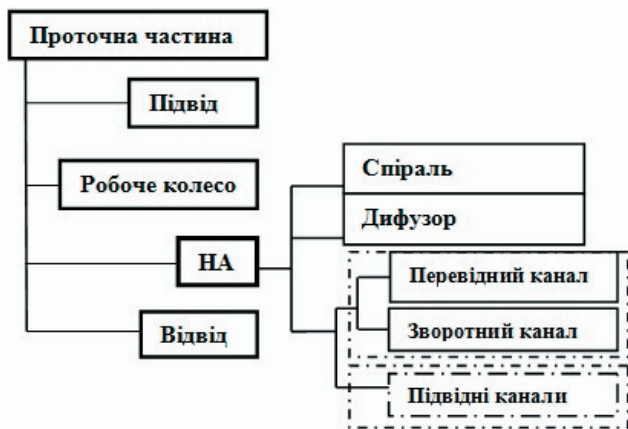 Проточна частина
Підвід
Робоче колесо
НА
Відвід
Спіраль
Дифузор
Перевідний канал
Зворотний канал
Підвідні канали